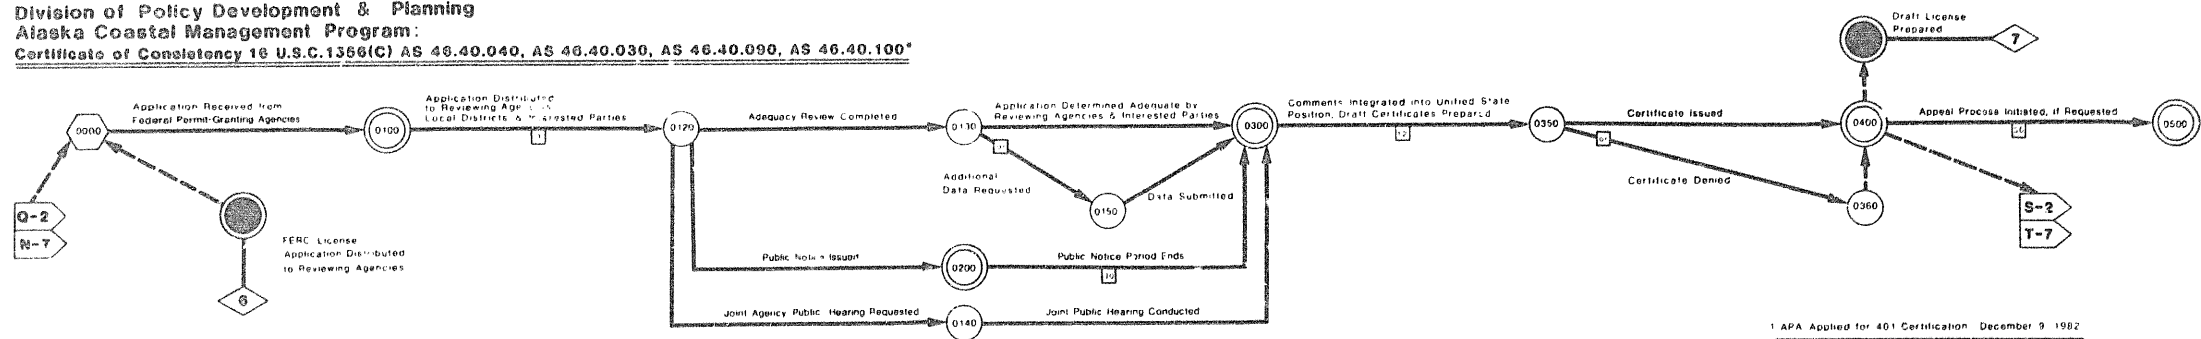 Division of Policy Development & Planning
Alaska Coastal Management Program:
Certificate of Consistency 16 U.S.C.1366(C) AS 46.40.040, AS 46.40.030, AS 46.40.090, AS 46.40.100*
Draft License
Prepared
7
Application Received from
Federal Permit-Granting Agencies
Application Distributed
to Reviewing Agencies
Local Districts & Interested Parties
Adequacy Review Completed
Application Determined Adequate by
Reviewing Agencies & Interested Parties
Comments Integrated into Unified State
Position, Draft Certificates Prepared
Certificate Issued
Appeal Process Initiated, if Requested
0000
0100
0120
0130
0300
0350
0400
0500
Additional
Data Requested
Data Submitted
Certificate Denied
0150
0360
Q-2
N-7
S-2
T-7
FERC License
Application Distributed
to Reviewing Agencies
6
Public Notice Issued
0200
Public Notice Period Ends
Joint Agency Public Hearing Requested
0140
Joint Public Hearing Conducted
1 APA Applied for 401 Certification December 9 1982